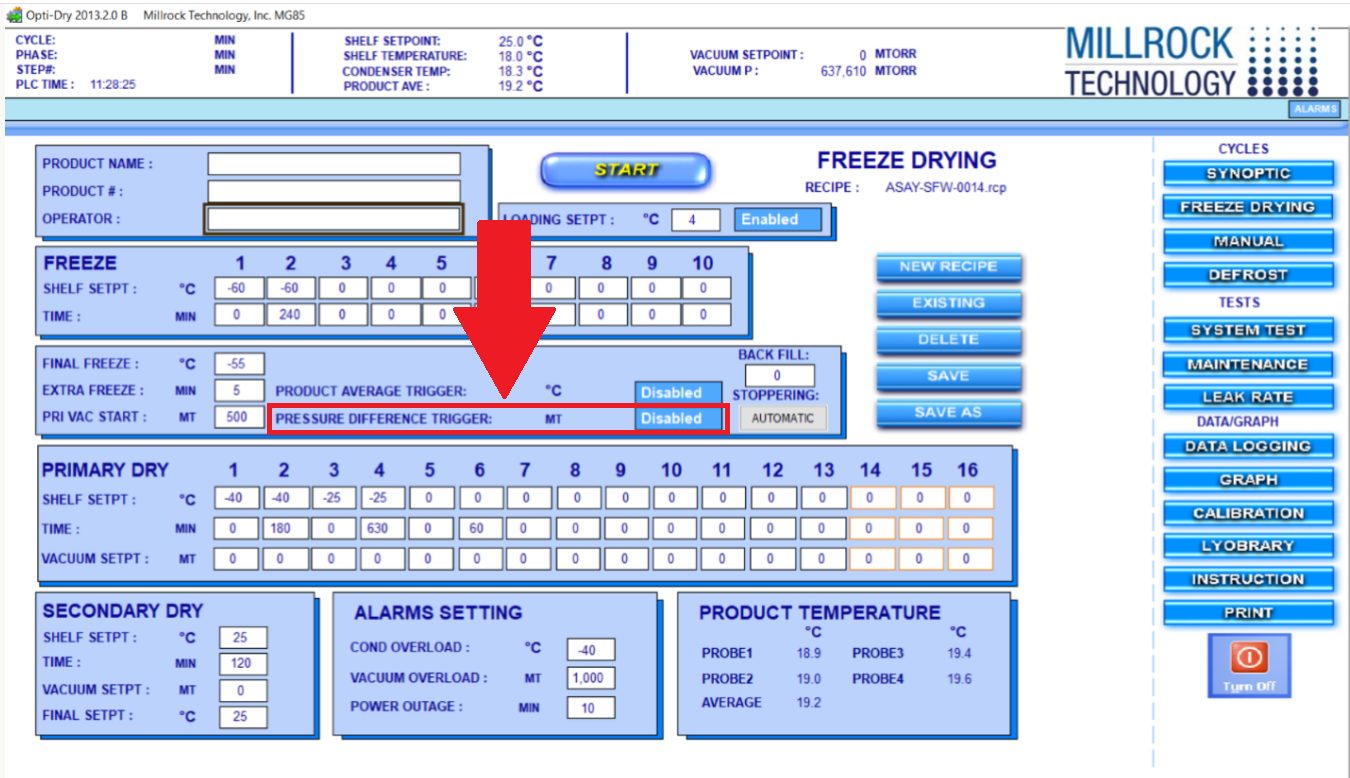 Opti-Dry 2013.2.0 B Millrock Technology, Inc. MG85
CYCLE: MIN SHELF SETPOINT: 25.0 °C
PHASE: MIN SHELF TEMPERATURE: 18.0 °C VACUUM SETPOINT : 0 MTORR
STEP#: MIN CONDENSER TEMP: 18.3 °C VACUUM P : 637,610 MTORR
PLC TIME : 11:28:25 PRODUCT AVE : 19.2 °C
MILLROCK
TECHNOLOGY
ALARMS
PRODUCT NAME :
PRODUCT # :
OPERATOR :
START
FREEZE DRYING
RECIPE : ASAY-SFW-0014.rcp
LOADING SETPT : °C 4 Enabled
FREEZE 1 2 3 4 5 7 8 9 10
SHELF SETPT : °C -60 -60 0 0 0 0 0 0 0
TIME : MIN 0 240 0 0 0 0 0 0
NEW RECIPE
EXISTING
DELETE
SAVE
SAVE AS
FINAL FREEZE : °C -55
EXTRA FREEZE : MIN 5 PRODUCT AVERAGE TRIGGER: °C Disabled
PRI VAC START : MT 500 PRESSURE DIFFERENCE TRIGGER: MT Disabled
BACK FILL:
0
STOPPERING:
AUTOMATIC
PRIMARY DRY 1 2 3 4 5 6 7 8 9 10 11 12 13 14 15 16
SHELF SETPT : °C -40 -40 -25 -25 0 0 0 0 0 0 0 0 0 0 0 0
TIME : MIN 0 180 0 630 0 60 0 0 0 0 0 0 0 0 0 0
VACUUM SETPT : MT 0 0 0 0 0 0 0 0 0 0 0 0 0 0 0 0
SECONDARY DRY
SHELF SETPT : °C 25
TIME : MIN 120
VACUUM SETPT : MT 0
FINAL SETPT : °C 25
ALARMS SETTING
COND OVERLOAD : °C -40
VACUUM OVERLOAD : MT 1,000
POWER OUTAGE : MIN 10
PRODUCT TEMPERATURE
°C °C
PROBE1 18.9 PROBE3 19.4
PROBE2 19.0 PROBE4 19.6
AVERAGE 19.2
CYCLES
SYNOPTIC
FREEZE DRYING
MANUAL
DEFROST
TESTS
SYSTEM TEST
MAINTENANCE
LEAK RATE
DATA/GRAPH
DATA LOGGING
GRAPH
CALIBRATION
LYOBRARY
INSTRUCTION
PRINT
Turn Off